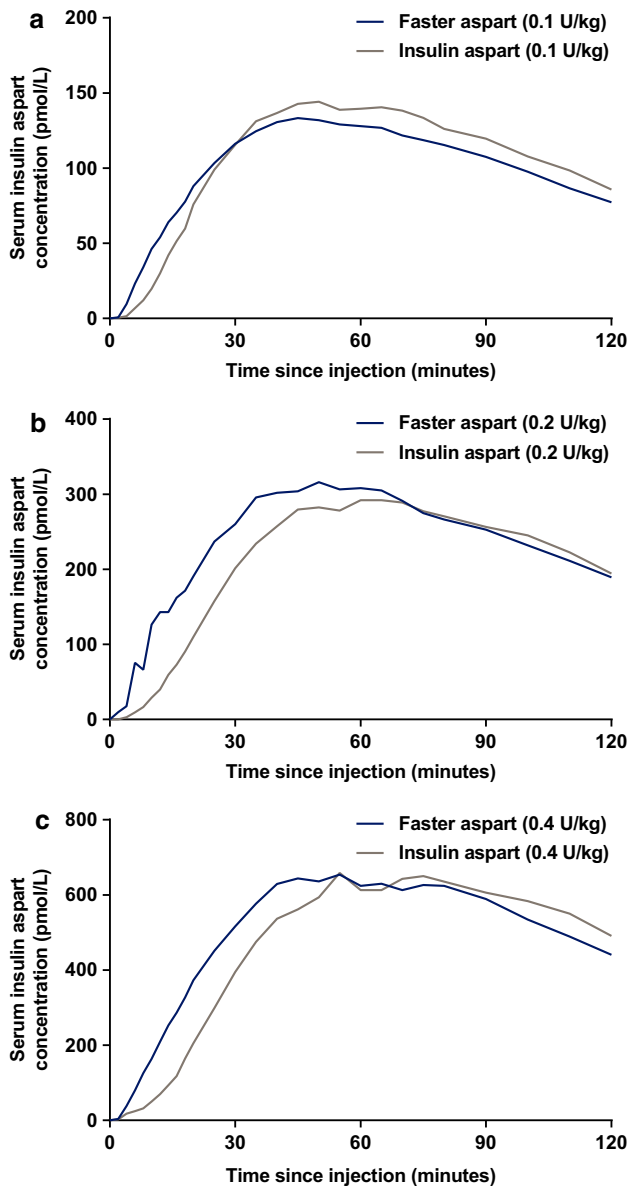 a
Faster aspart (0.1 U/kg)
Insulin aspart (0.1 U/kg)
Serum insulin aspart
concentration (pmol/L)
200
150
100
50
0
0 30 60 90 120
Time since injection (minutes)
b
Faster aspart (0.2 U/kg)
Insulin aspart (0.2 U/kg)
Serum insulin aspart
concentration (pmol/L)
400
300
200
100
0
0 30 60 90 120
Time since injection (minutes)
c
Faster aspart (0.4 U/kg)
Insulin aspart (0.4 U/kg)
Serum insulin aspart
concentration (pmol/L)
800
600
400
200
0
0 30 60 90 120
Time since injection (minutes)